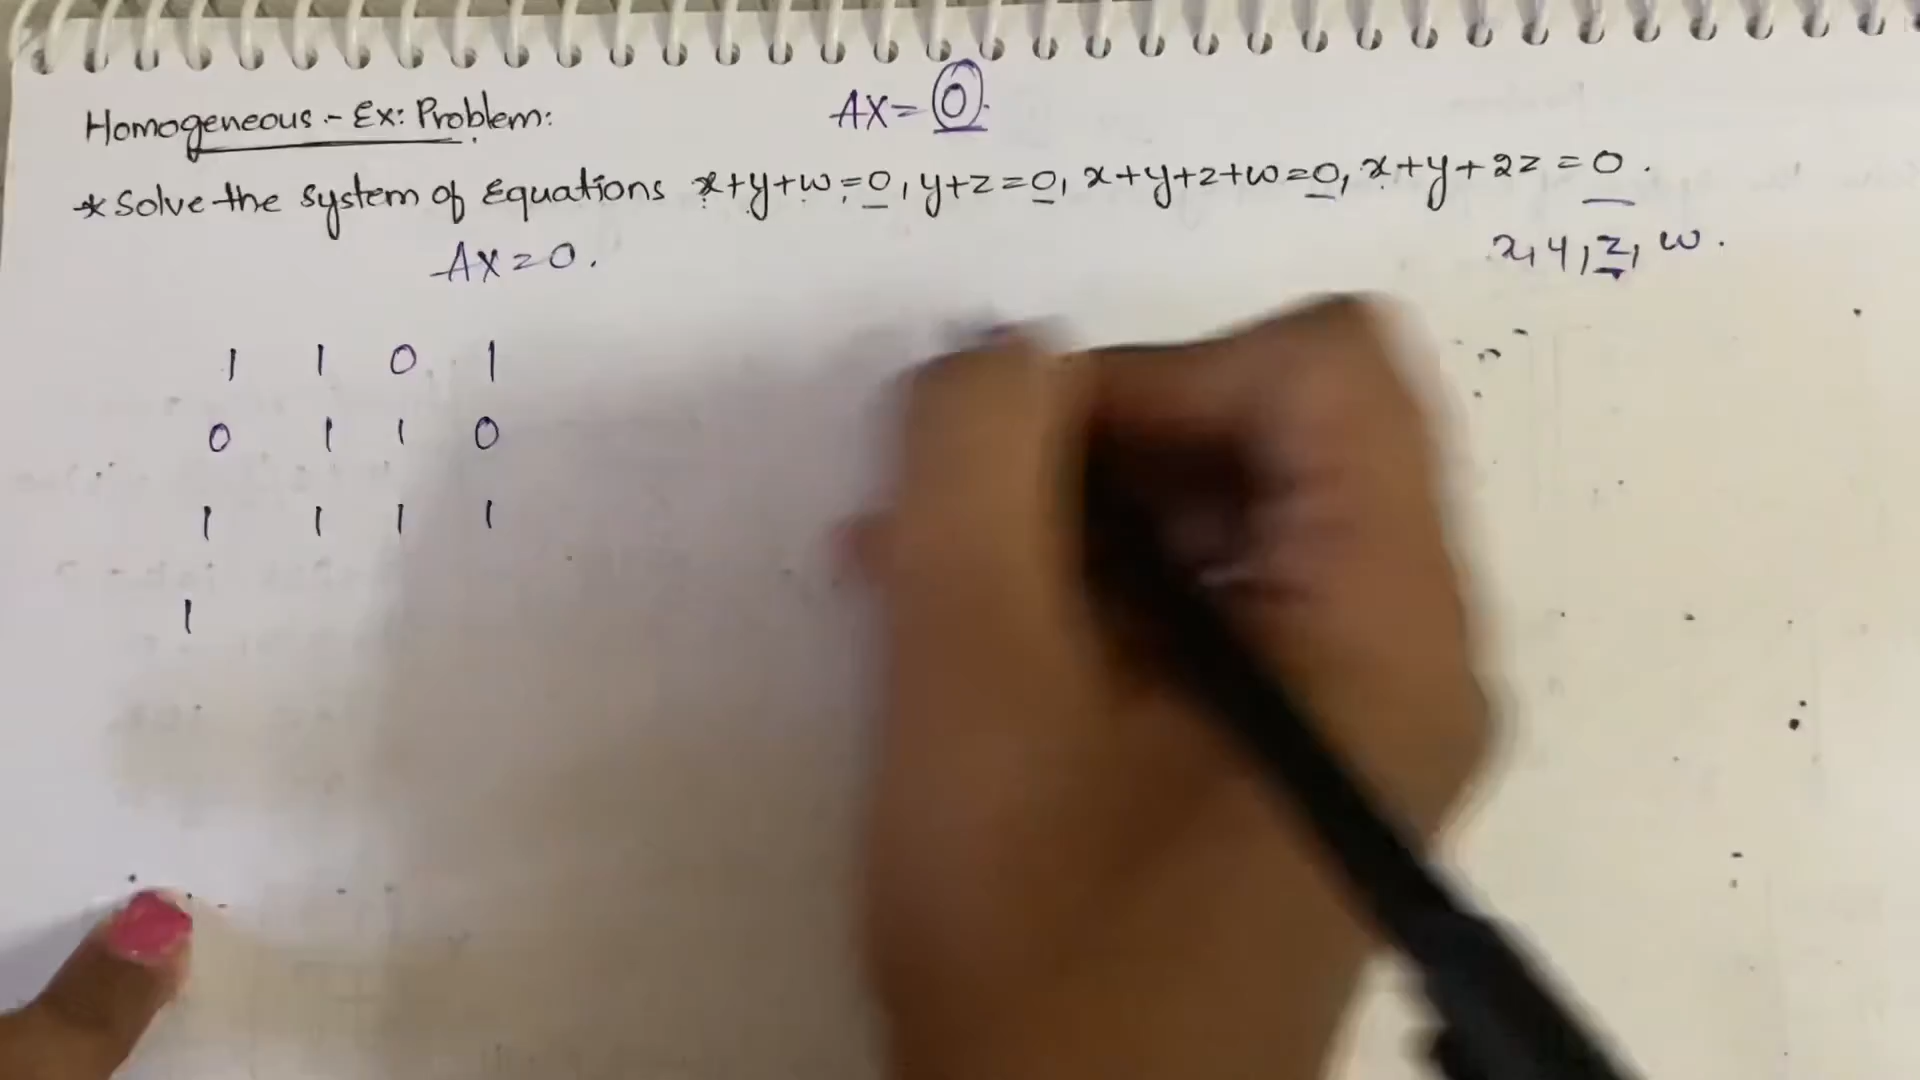 AX=0.
Homogeneous.- Ex: Problem:
*Solve the system of Equations x+y+w=0, y+z=0, x+y+z+w=0, x+y+2z=0.
AX=0.
x, y, z, w.
1 1 0 1
0 1 1 0
1 1 1 1
1